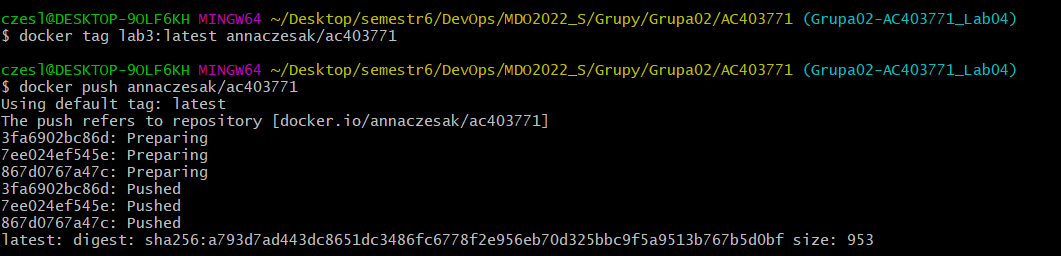 czesl@DESKTOP-9OLF6KH MINGW64 ~/Desktop/semestr6/DevOps/MDO2022_S/Grupy/Grupa02/AC403771 (Grupa02-AC403771_Lab04)
$ docker tag lab3:latest annaczesak/ac403771
czesl@DESKTOP-9OLF6KH MINGW64 ~/Desktop/semestr6/DevOps/MDO2022_S/Grupy/Grupa02/AC403771 (Grupa02-AC403771_Lab04)
$ docker push annaczesak/ac403771
Using default tag: latest
The push refers to repository [docker.io/annaczesak/ac403771]
3fa6902bc86d: Preparing
7ee024ef545e: Preparing
867d0767a47c: Preparing
3fa6902bc86d: Pushed
7ee024ef545e: Pushed
867d0767a47c: Pushed
latest: digest: sha256:a793d7ad443dc8651dc3486fc6778f2e956eb70d325bbc9f5a9513b767b5d0bf size: 953